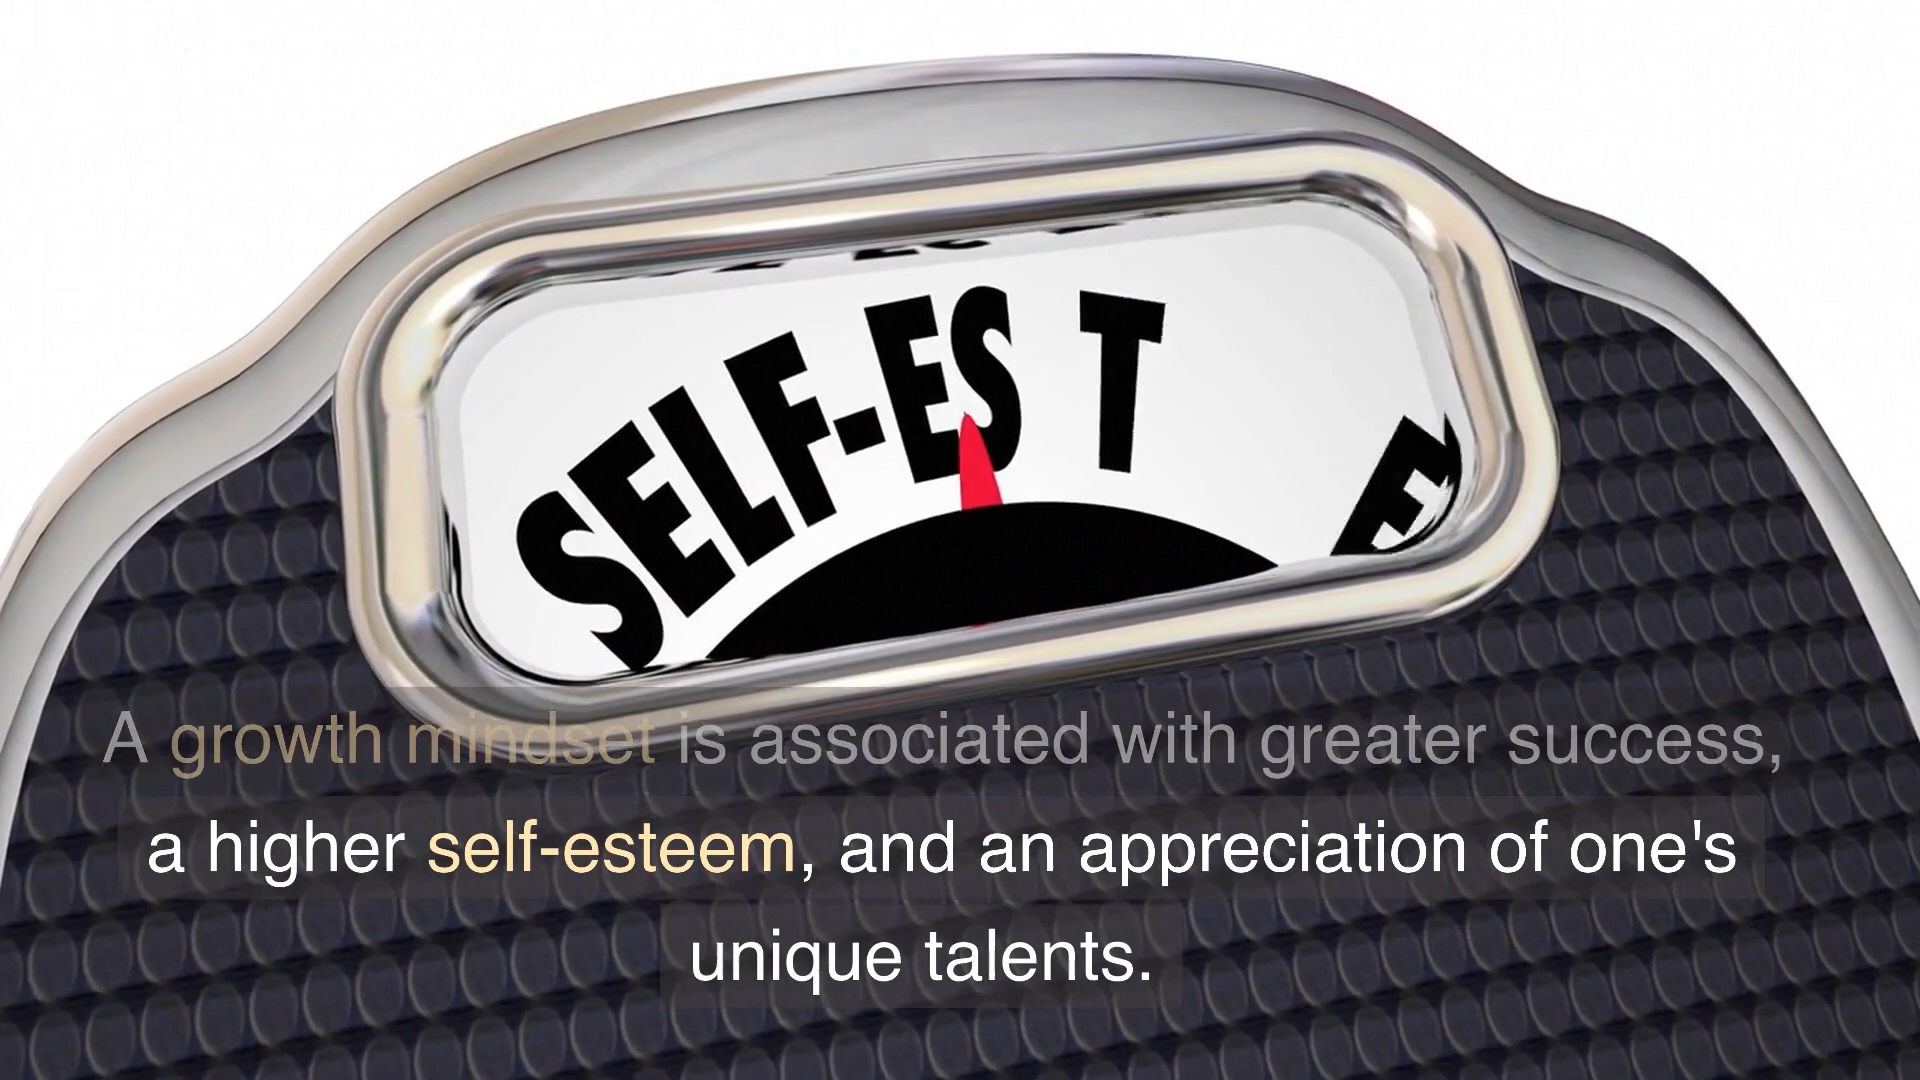 SELF-ES T
E
A growth mindset is associated with greater success,
a higher self-esteem, and an appreciation of one's
unique talents.